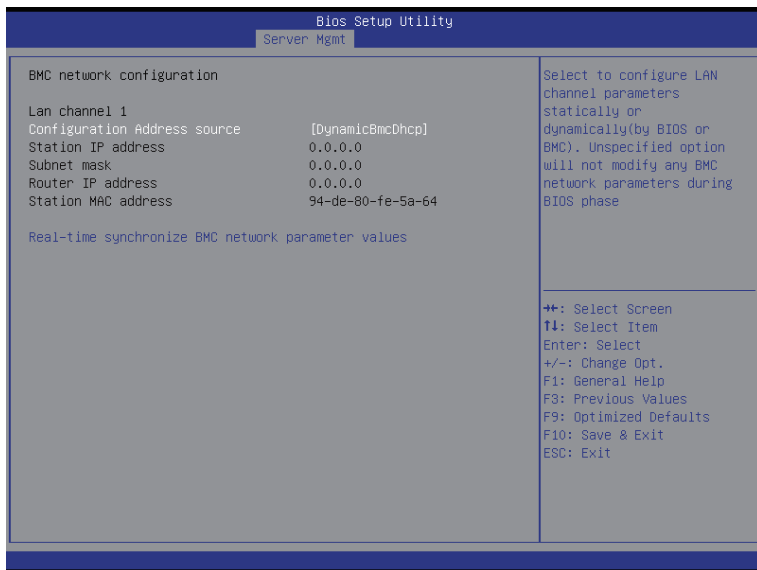 Bios Setup Utility
Server Mgmt
BMC network configuration
Lan channel 1
Configuration Address source [DynamicBmcDhcp]
Station IP address 0.0.0.0
Subnet mask 0.0.0.0
Router IP address 0.0.0.0
Station MAC address 94-de-80-fe-5a-64
Real-time synchronize BMC network parameter values
Select to configure LAN
channel parameters
statically or
dynamically(by BIOS or
BMC). Unspecified option
will not modify any BMC
network parameters during
BIOS phase
→←: Select Screen
↑↓: Select Item
Enter: Select
+/-: Change Opt.
F1: General Help
F3: Previous Values
F9: Optimized Defaults
F10: Save & Exit
ESC: Exit